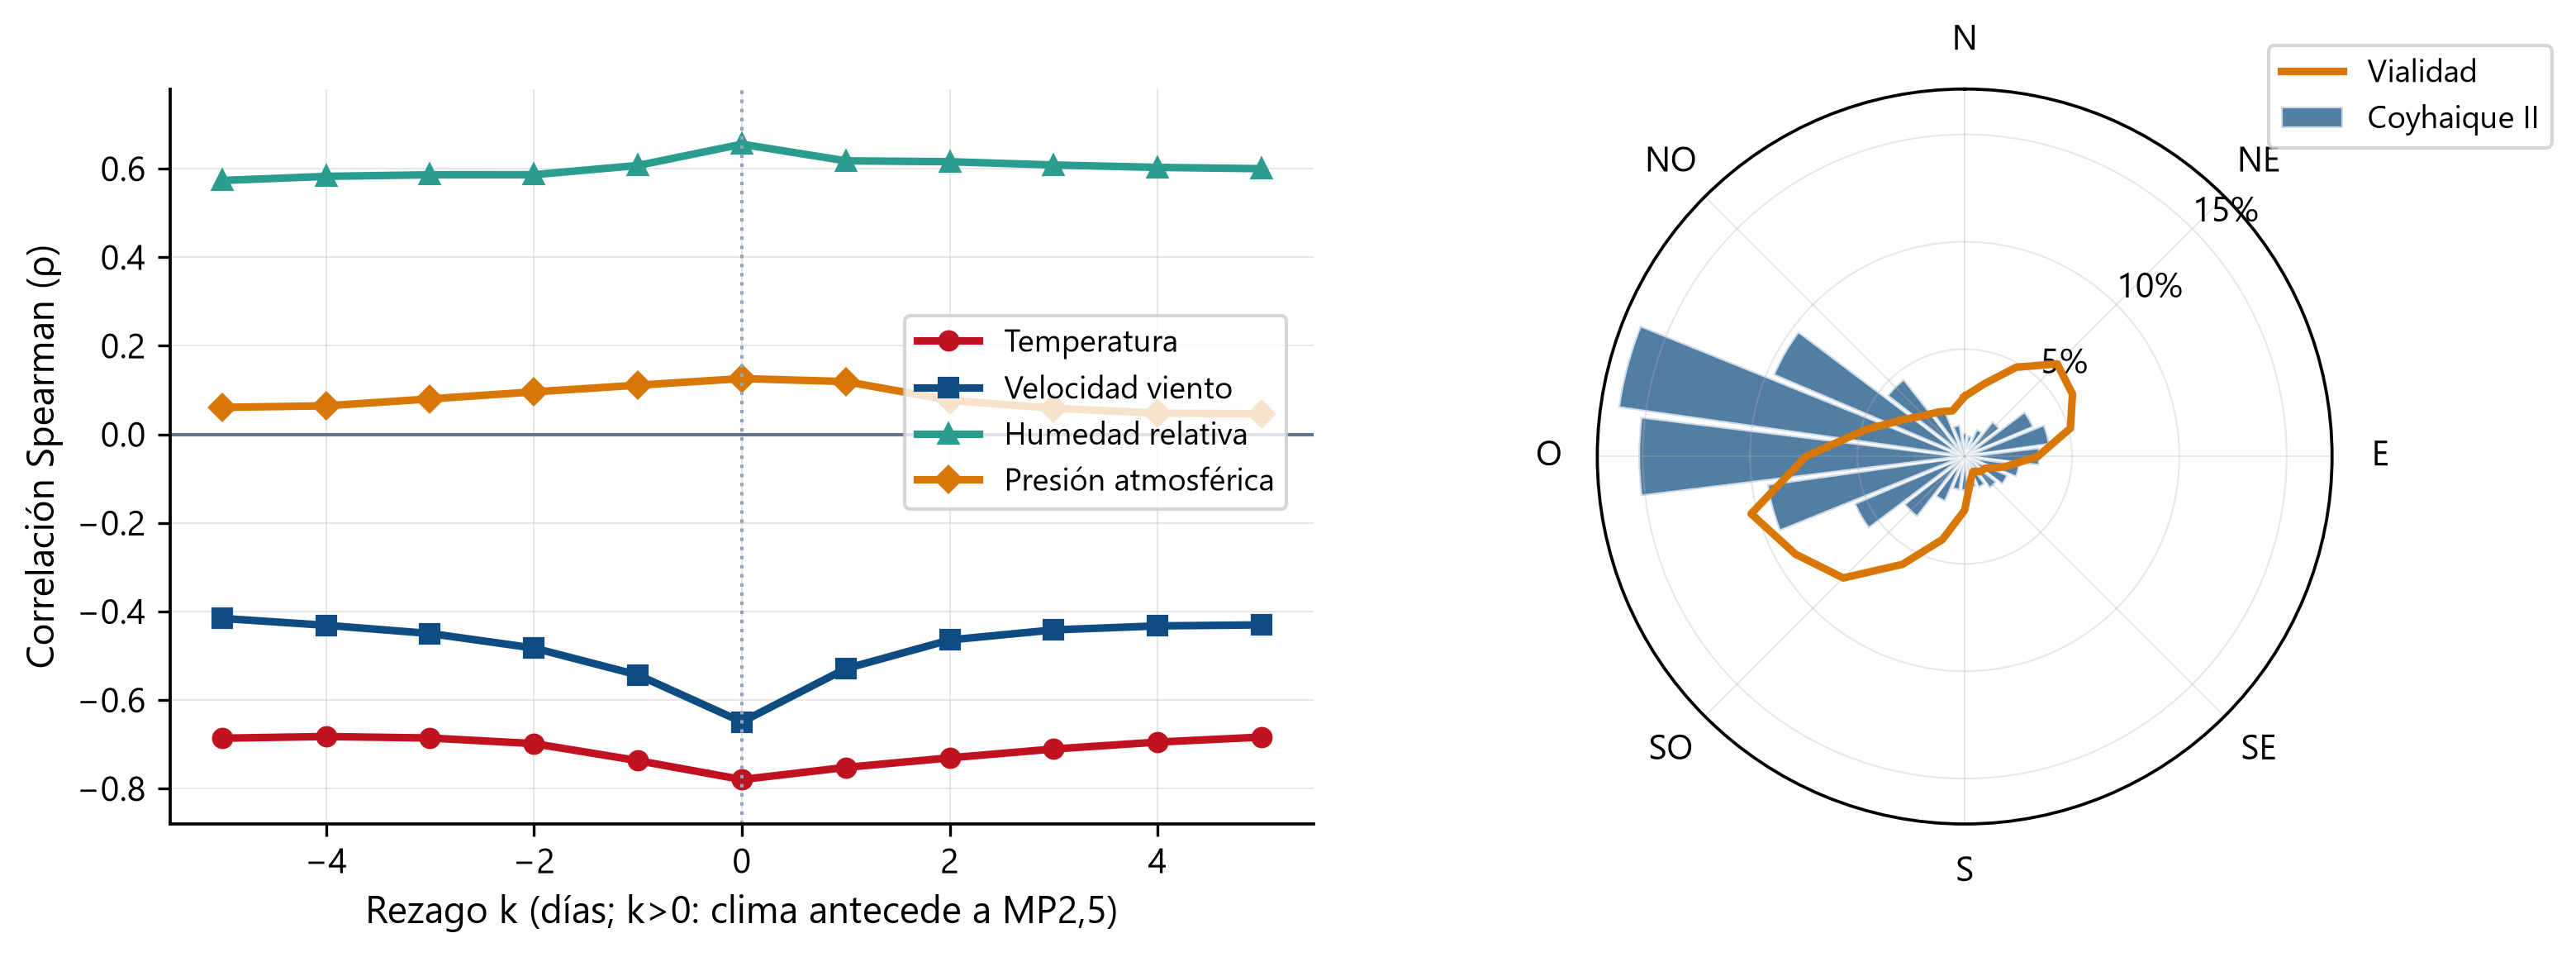 Correlación Spearman (ρ)
0.6
0.4
0.2
0.0
−0.2
−0.4
−0.6
−0.8
−4
−2
0
2
4
Rezago k (días; k>0: clima antecede a MP2,5)
Temperatura
Velocidad viento
Humedad relativa
Presión atmosférica
N
NE
E
SE
S
SO
O
NO
5%
10%
15%
Vialidad
Coyhaique II